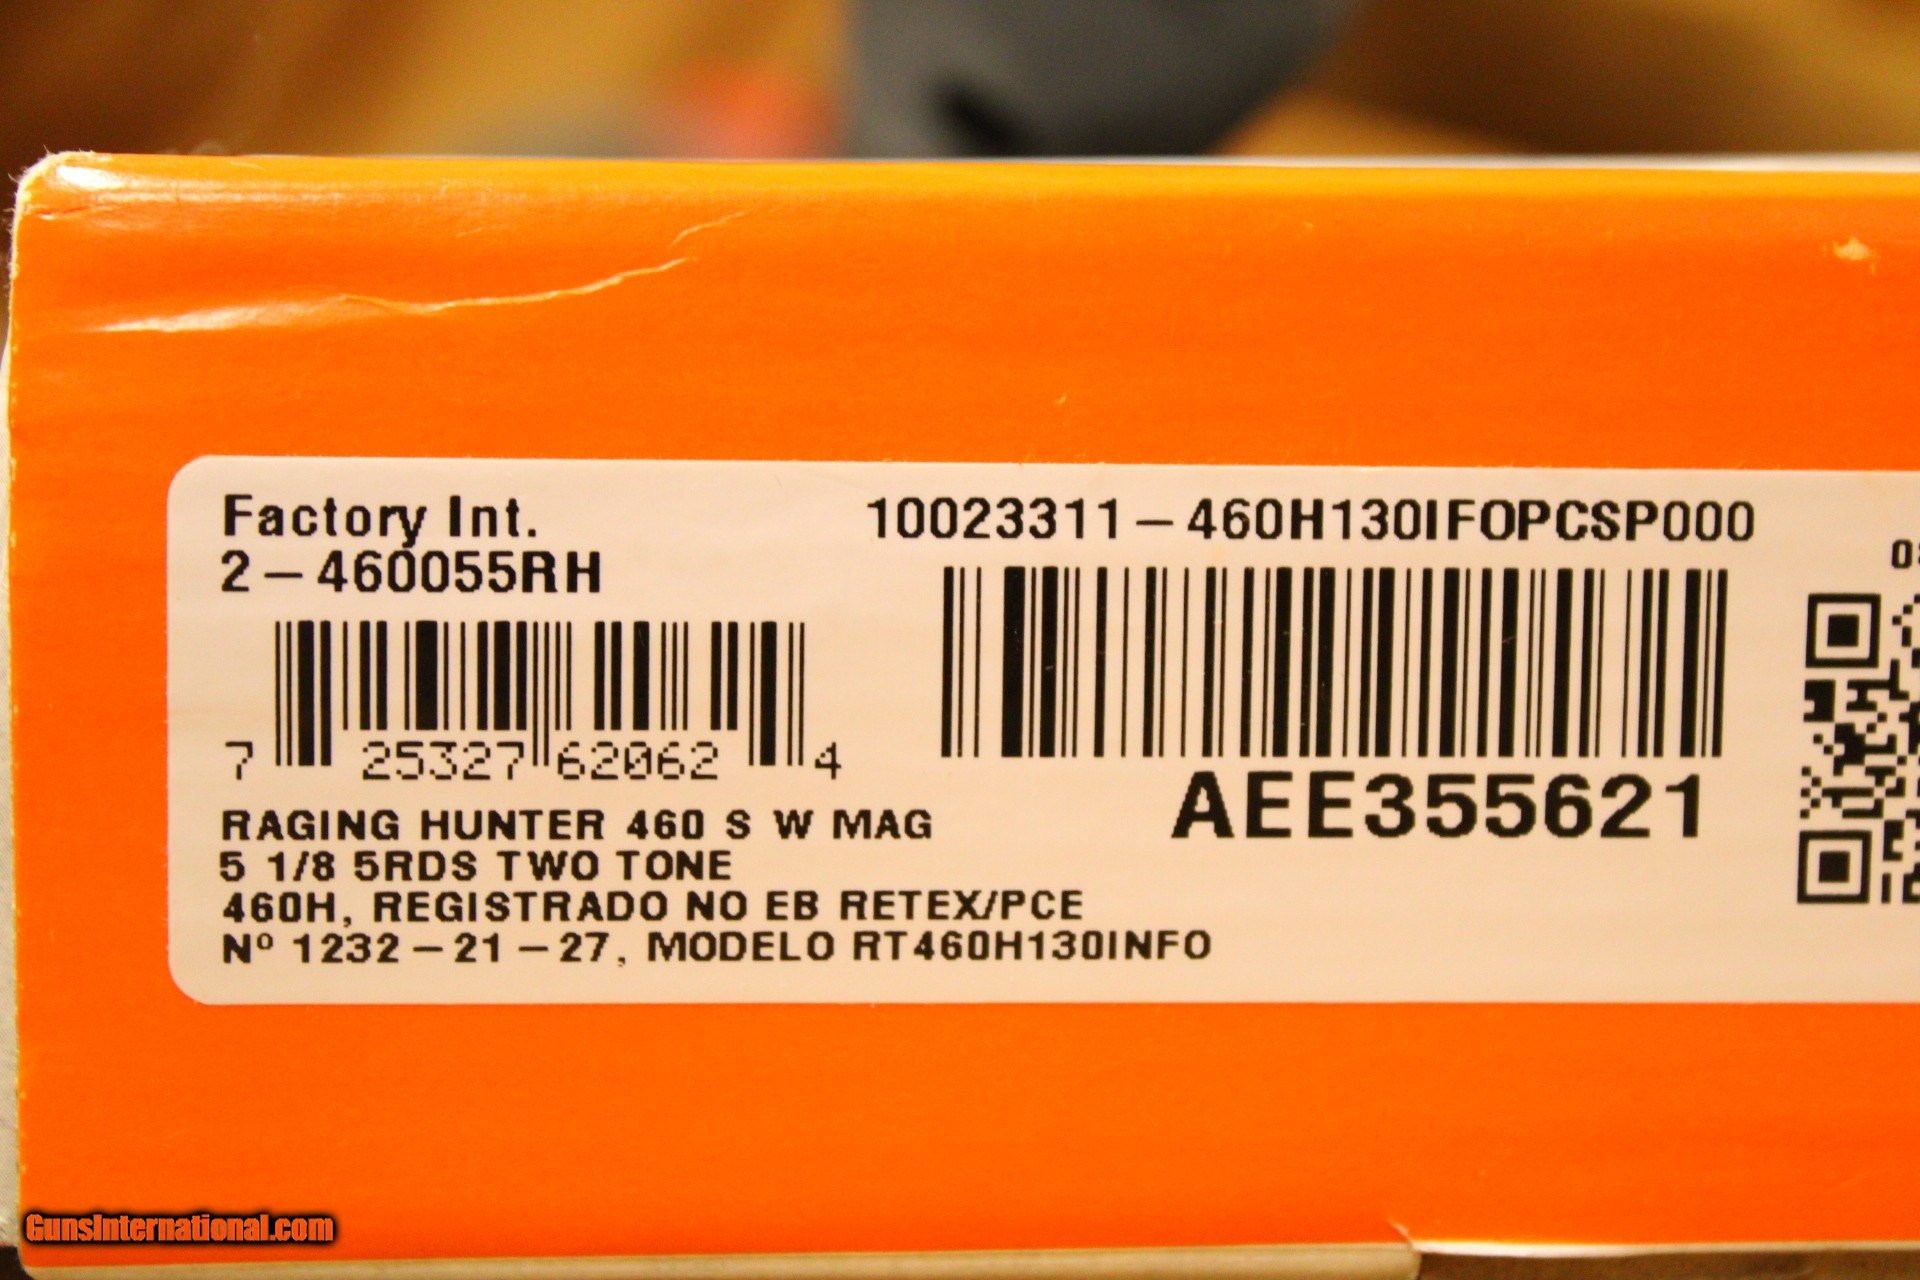 Factory Int.
2-460055RH
7 25327 62062 4
RAGING HUNTER 460 S W MAG
5 1/8 5RDS TWO TONE
460H, REGISTRADO NO EB RETEX/PCE
Nº 1232-21-27, MODELO RT460H130INFO
10023311-460H130IFOPCSP000
AEE355621
GunsInternational.com